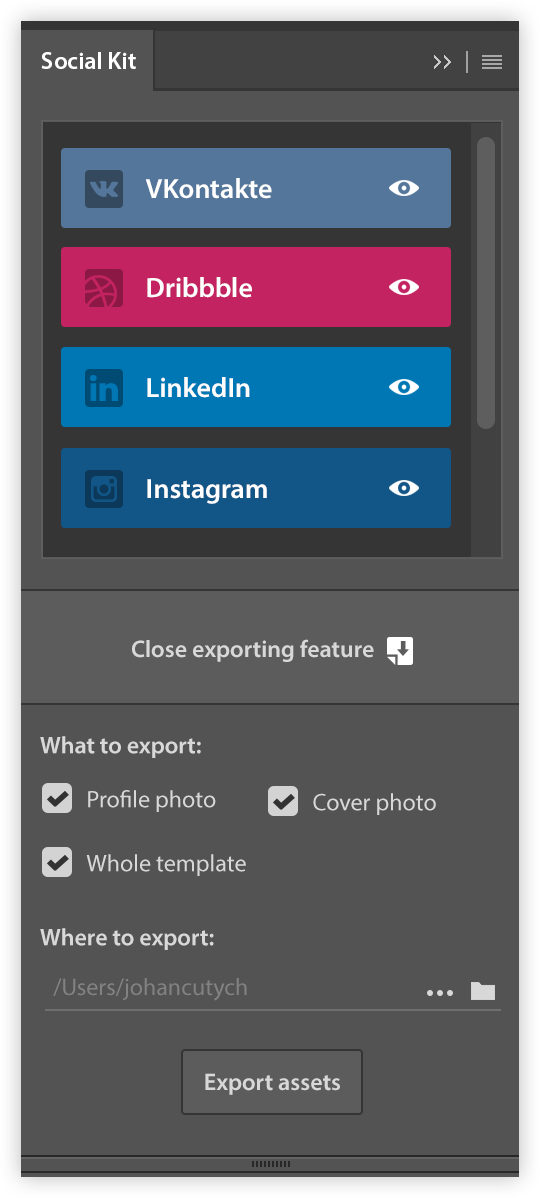 Social Kit
VKontakte
Dribbble
LinkedIn
Instagram
Close exporting feature
What to export:
Profile photo
Cover photo
Whole template
Where to export:
/Users/johancutych
Export assets